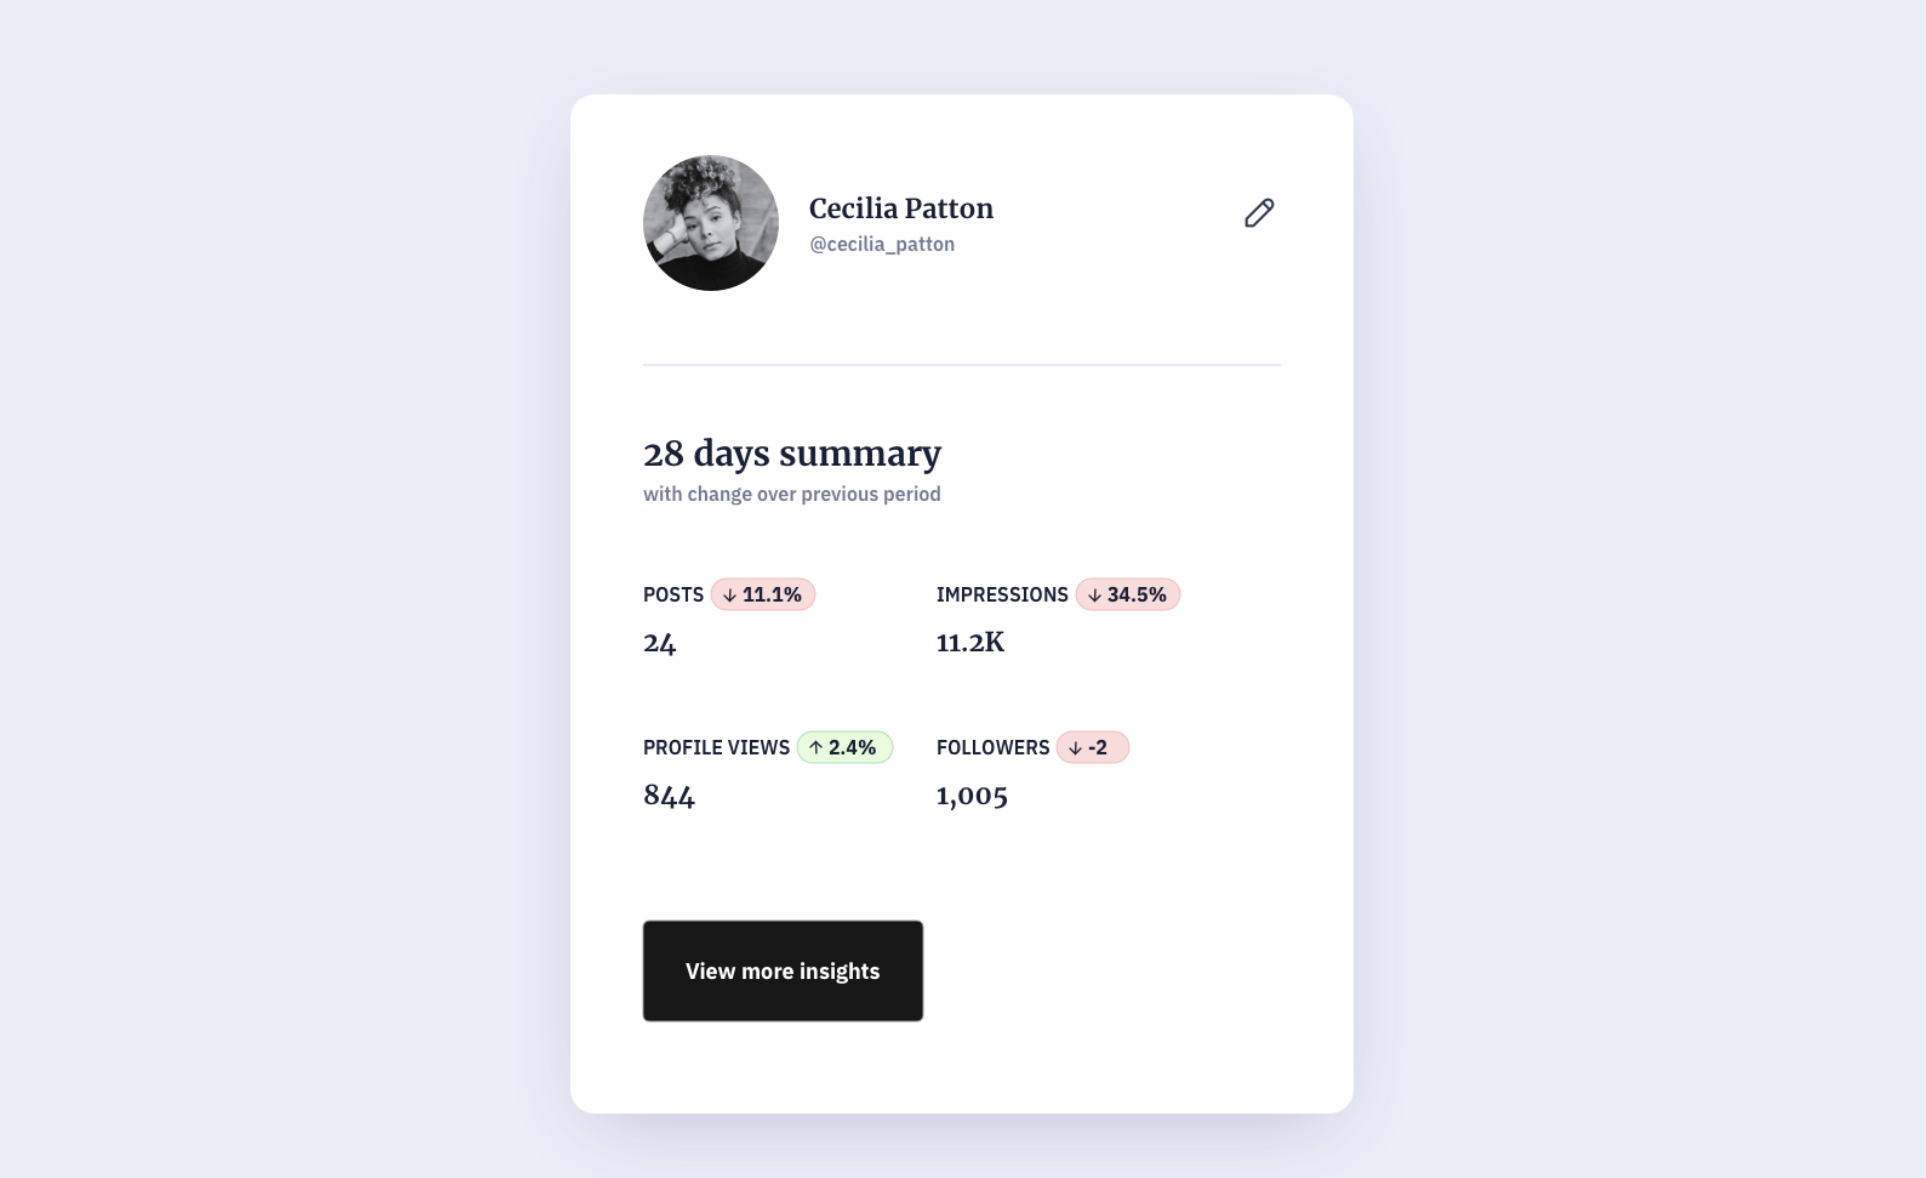 Cecilia Patton
@cecilia_patton
28 days summary
with change over previous period
POSTS ↓ 11.1%
24
IMPRESSIONS ↓ 34.5%
11.2K
PROFILE VIEWS ↑ 2.4%
844
FOLLOWERS ↓ -2
1,005
View more insights